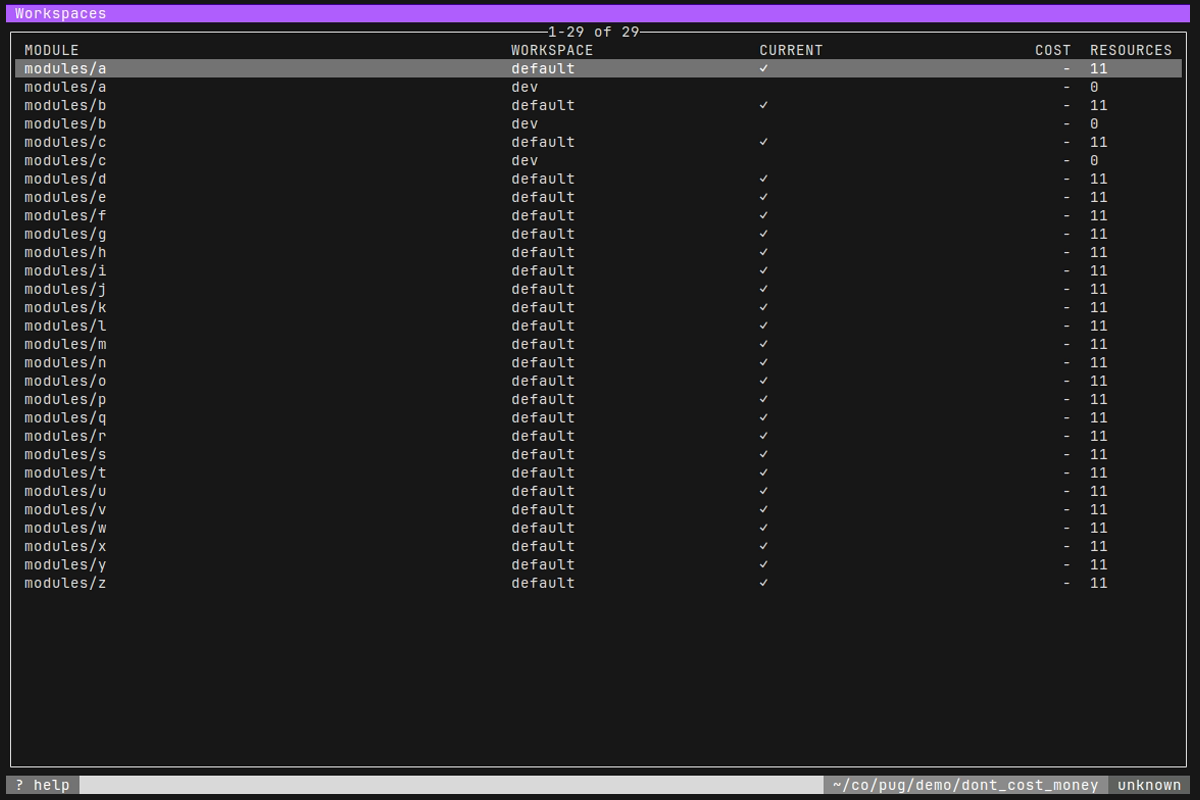 Workspaces
1-29 of 29
MODULE WORKSPACE CURRENT COST RESOURCES
modules/a default ✓ - 11
modules/a dev - 0
modules/b default ✓ - 11
modules/b dev - 0
modules/c default ✓ - 11
modules/c dev - 0
modules/d default ✓ - 11
modules/e default ✓ - 11
modules/f default ✓ - 11
modules/g default ✓ - 11
modules/h default ✓ - 11
modules/i default ✓ - 11
modules/j default ✓ - 11
modules/k default ✓ - 11
modules/l default ✓ - 11
modules/m default ✓ - 11
modules/n default ✓ - 11
modules/o default ✓ - 11
modules/p default ✓ - 11
modules/q default ✓ - 11
modules/r default ✓ - 11
modules/s default ✓ - 11
modules/t default ✓ - 11
modules/u default ✓ - 11
modules/v default ✓ - 11
modules/w default ✓ - 11
modules/x default ✓ - 11
modules/y default ✓ - 11
modules/z default ✓ - 11
? help ~/co/pug/demo/dont_cost_money unknown